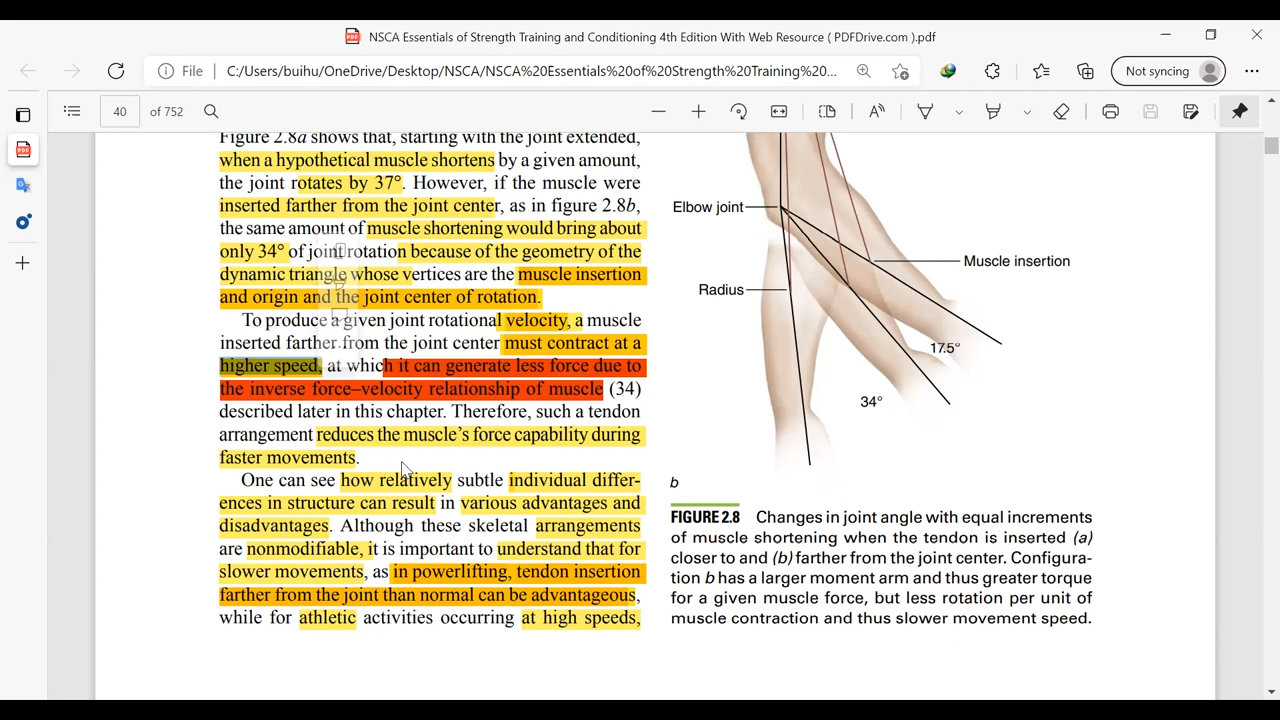 NSCA Essentials of Strength Training and Conditioning 4th Edition With Web Resource ( PDFDrive.com ).pdf
File
C:/Users/buihu/OneDrive/Desktop/NSCA/NSCA%20Essentials%20of%20Strength%20Training%20...
Not syncing
40 of 752
Figure 2.8a shows that, starting with the joint extended,
when a hypothetical muscle shortens by a given amount,
the joint rotates by 37°. However, if the muscle were
inserted farther from the joint center, as in figure 2.8b,
the same amount of muscle shortening would bring about
only 34° of joint rotation because of the geometry of the
dynamic triangle whose vertices are the muscle insertion
and origin and the joint center of rotation.
To produce a given joint rotational velocity, a muscle
inserted farther from the joint center must contract at a
higher speed, at which it can generate less force due to
the inverse force–velocity relationship of muscle (34)
described later in this chapter. Therefore, such a tendon
arrangement reduces the muscle's force capability during
faster movements.
One can see how relatively subtle individual differ-
ences in structure can result in various advantages and
disadvantages. Although these skeletal arrangements
are nonmodifiable, it is important to understand that for
slower movements, as in powerlifting, tendon insertion
farther from the joint than normal can be advantageous,
while for athletic activities occurring at high speeds,
Elbow joint
Muscle insertion
Radius
17.5°
34°
b
FIGURE 2.8 Changes in joint angle with equal increments
of muscle shortening when the tendon is inserted (a)
closer to and (b) farther from the joint center. Configura-
tion b has a larger moment arm and thus greater torque
for a given muscle force, but less rotation per unit of
muscle contraction and thus slower movement speed.